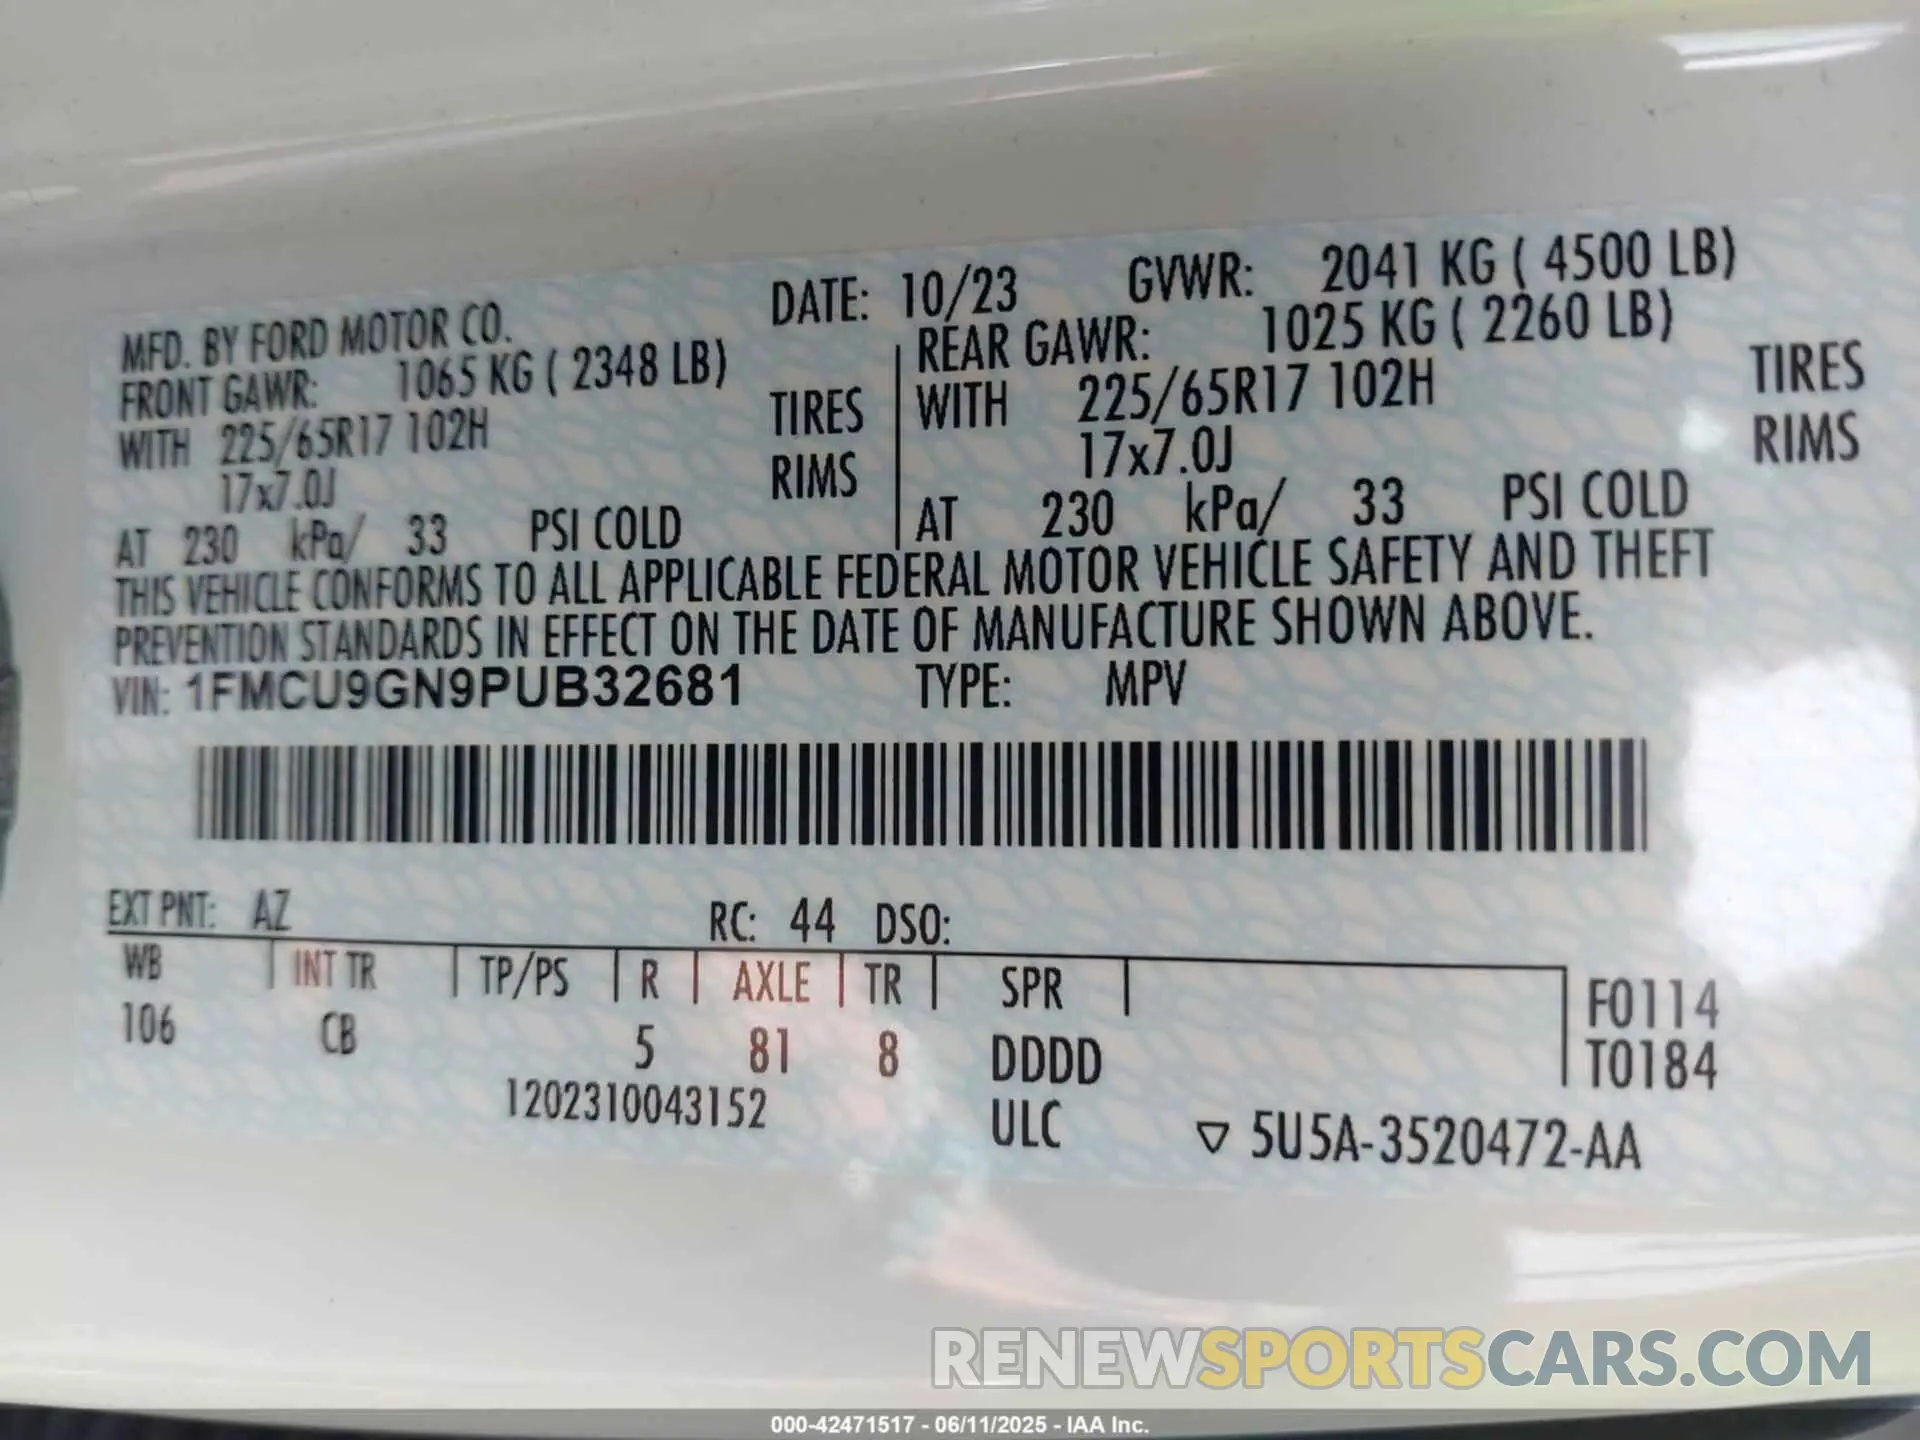 MFD. BY FORD MOTOR CO. DATE: 10/23 GVWR: 2041 KG ( 4500 LB)
FRONT GAWR: 1065 KG ( 2348 LB) REAR GAWR: 1025 KG ( 2260 LB)
WITH 225/65R17 102H TIRES WITH 225/65R17 102H TIRES
17x7.0J RIMS 17x7.0J RIMS
AT 230 kPa/ 33 PSI COLD AT 230 kPa/ 33 PSI COLD
THIS VEHICLE CONFORMS TO ALL APPLICABLE FEDERAL MOTOR VEHICLE SAFETY AND THEFT
PREVENTION STANDARDS IN EFFECT ON THE DATE OF MANUFACTURE SHOWN ABOVE.
VIN: 1FMCU9GN9PUB32681 TYPE: MPV
EXT PNT: AZ RC: 44 DSO:
WB INT TR TP/PS R AXLE TR SPR F0114
106 CB 5 81 8 DDDD T0184
1202310043152 ULC ▽ 5U5A-3520472-AA
RENEWSPORTSCARS.COM
000-42471517 - 06/11/2025 - IAA Inc.